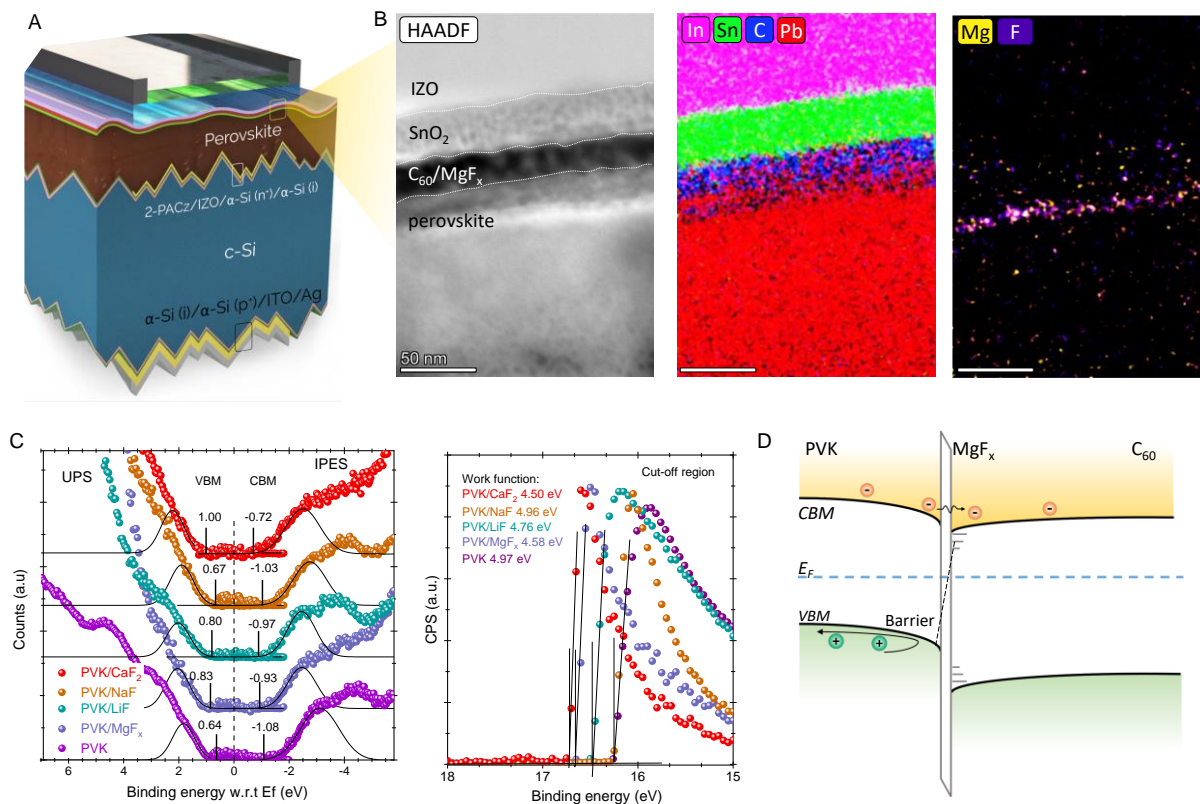 A
Perovskite
2-PACz/IZO/α-Si (n⁺)/α-Si (i)
c-Si
α-Si (i)/α-Si (p⁺)/ITO/Ag
B
HAADF
IZO
SnO₂
C₆₀/MgFₓ
perovskite
50 nm
In Sn C Pb
Mg F
C
UPS VBM CBM IPES
1.00 -0.72
0.67 -1.03
0.80 -0.97
0.83 -0.93
0.64 -1.08
PVK/CaF₂
PVK/NaF
PVK/LiF
PVK/MgFₓ
PVK
Counts (a.u)
6 4 2 0 -2 -4
Binding energy w.r.t Ef (eV)
Work function:
PVK/CaF₂ 4.50 eV
PVK/NaF 4.96 eV
PVK/LiF 4.76 eV
PVK/MgFₓ 4.58 eV
PVK 4.97 eV
Cut-off region
CPS (a.u.)
18 17 16 15
Binding energy (eV)
D
PVK MgFₓ C₆₀
CBM
E_F
VBM
Barrier